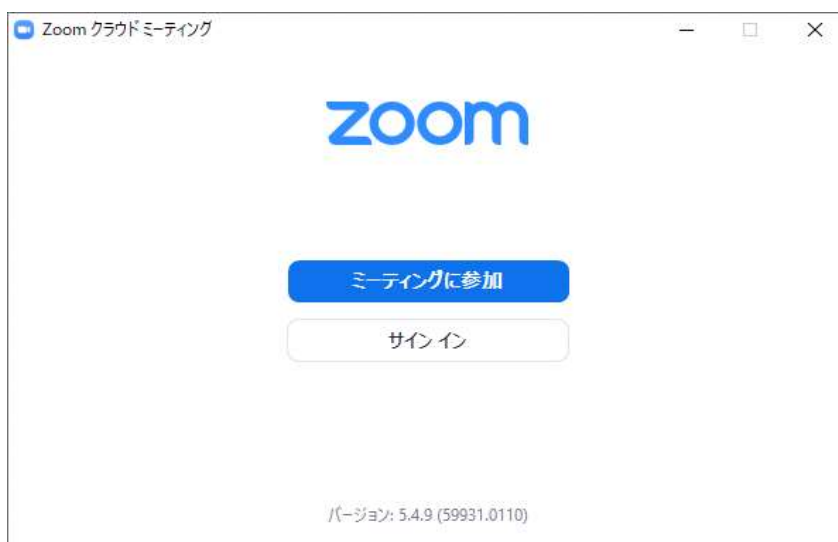 Zoom クラウド ミーティング
zoom
ミーティングに参加
サイン イン
バージョン: 5.4.9 (59931.0110)